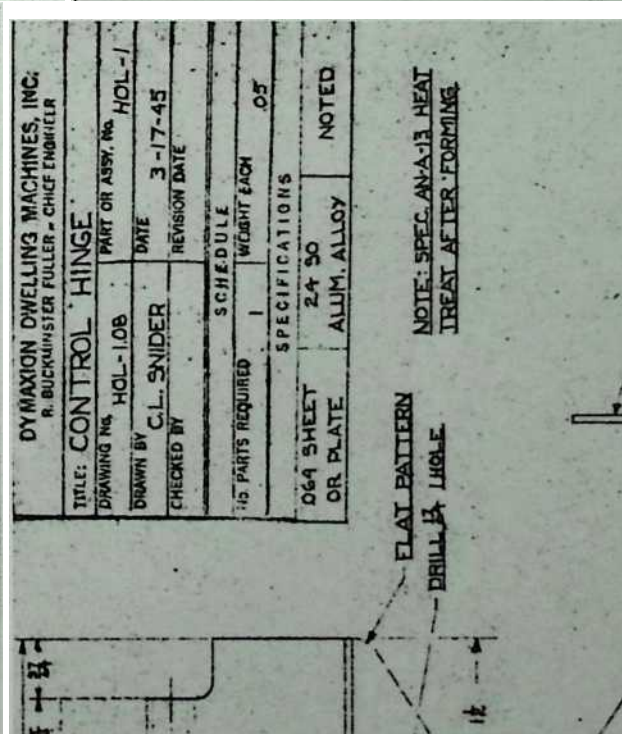 DYMAXION DWELLING MACHINES, INC.
R. BUCKMINSTER FULLER - CHIEF ENGINEER
TITLE: CONTROL HINGE
DRAWING No. HOL-1.08
PART OR ASSY. No. HOL-1
DRAWN BY C.L. SNIDER
DATE 3-17-45
CHECKED BY
REVISION DATE
SCHEDULE
No. PARTS REQUIRED 1
WEIGHT EACH .05
SPECIFICATIONS
064 SHEET OR PLATE
24 SO ALUM. ALLOY
NOTED
NOTE: SPEC. AN-A-13 HEAT
TREAT AFTER FORMING.
FLAT PATTERN
DRILL 1 HOLE